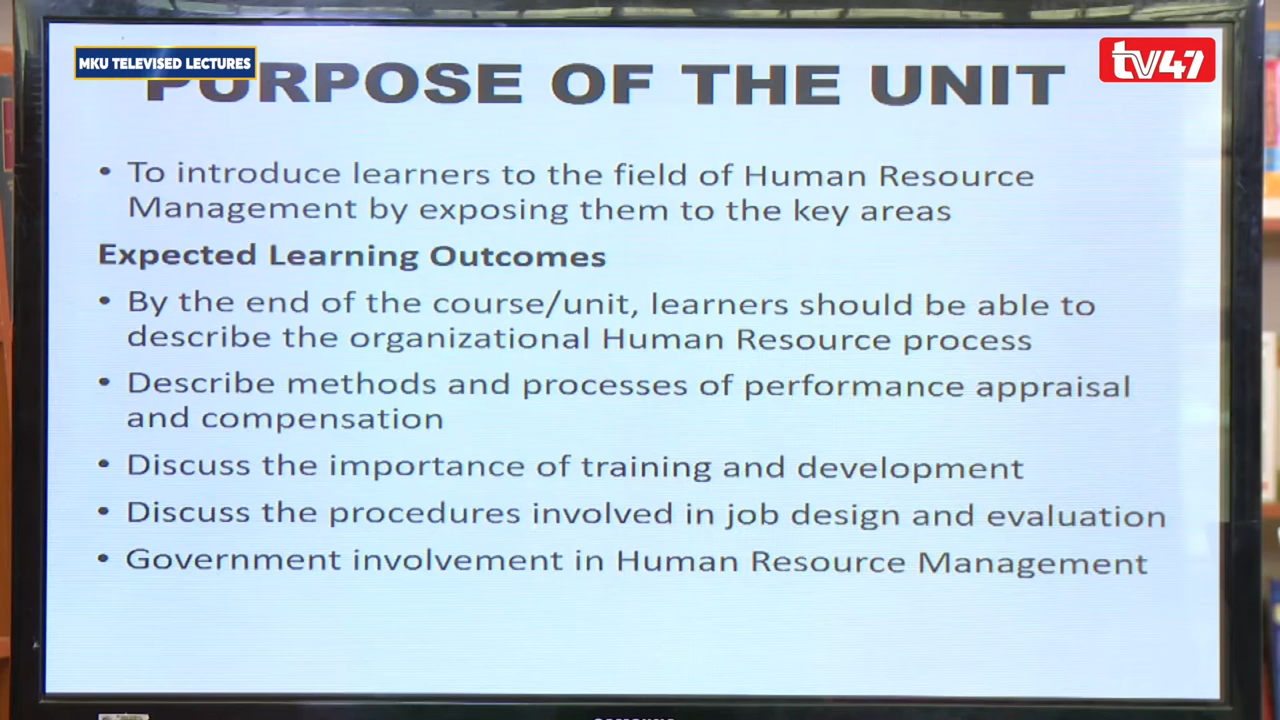 MKU TELEVISED LECTURES
tv47
PURPOSE OF THE UNIT
• To introduce learners to the field of Human Resource
Management by exposing them to the key areas
Expected Learning Outcomes
• By the end of the course/unit, learners should be able to
describe the organizational Human Resource process
• Describe methods and processes of performance appraisal
and compensation
• Discuss the importance of training and development
• Discuss the procedures involved in job design and evaluation
• Government involvement in Human Resource Management